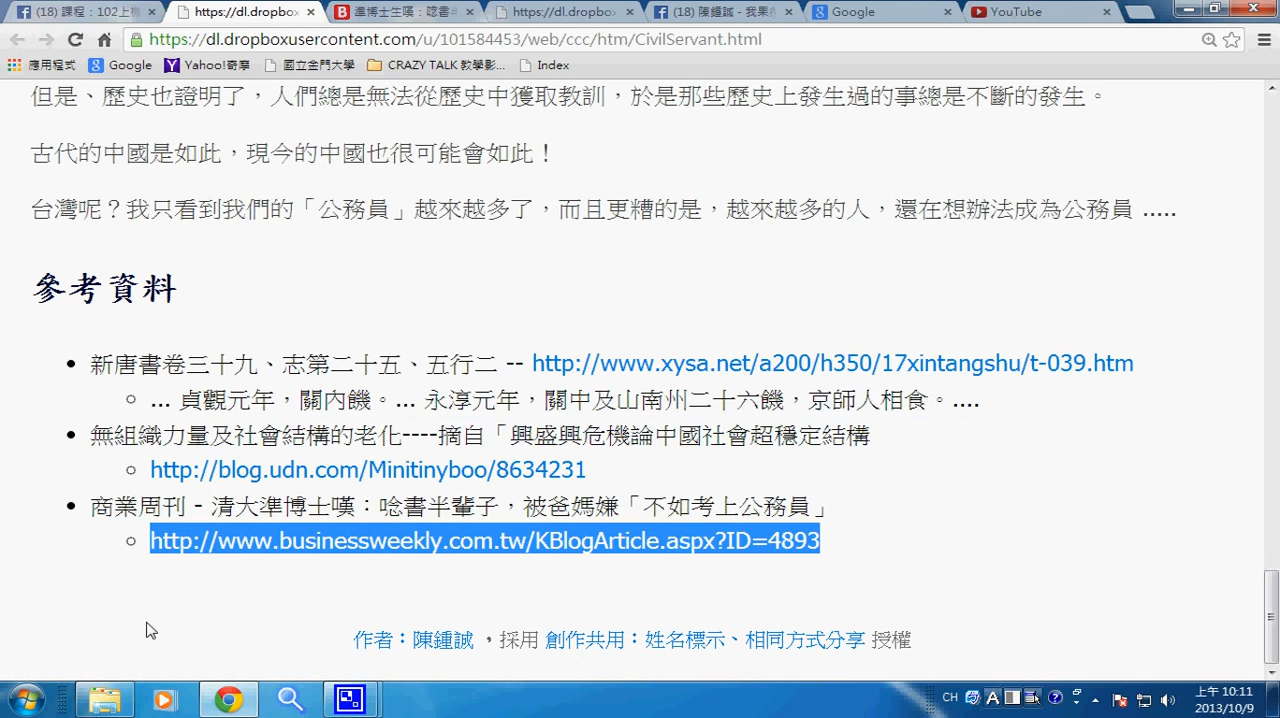 (18) 課程：102上
https://dl.dropbox
準博士生嘆：唸書
https://dl.dropbox
(18) 陳鍾誠 - 我果
Google
YouTube
https://dl.dropboxusercontent.com/u/101584453/web/ccc/htm/CivilServant.html
應用程式 Google Yahoo!奇摩 國立金門大學 CRAZY TALK 教學影... Index
但是、歷史也證明了，人們總是無法從歷史中獲取教訓，於是那些歷史上發生過的事總是不斷的發生。
古代的中國是如此，現今的中國也很可能會如此！
台灣呢？我只看到我們的「公務員」越來越多了，而且更糟的是，越來越多的人，還在想辦法成為公務員 .....
參考資料
新唐書卷三十九、志第二十五、五行二 -- http://www.xysa.net/a200/h350/17xintangshu/t-039.htm
... 貞觀元年，關內饑。... 永淳元年，關中及山南州二十六饑，京師人相食。....
無組織力量及社會結構的老化----摘自「興盛興危機論中國社會超穩定結構
http://blog.udn.com/Minitinyboo/8634231
商業周刊 - 清大準博士嘆：唸書半輩子，被爸媽嫌「不如考上公務員」
http://www.businessweekly.com.tw/KBlogArticle.aspx?ID=4893
作者：陳鍾誠 ，採用 創作共用：姓名標示、相同方式分享 授權
CH
上午 10:11
2013/10/9